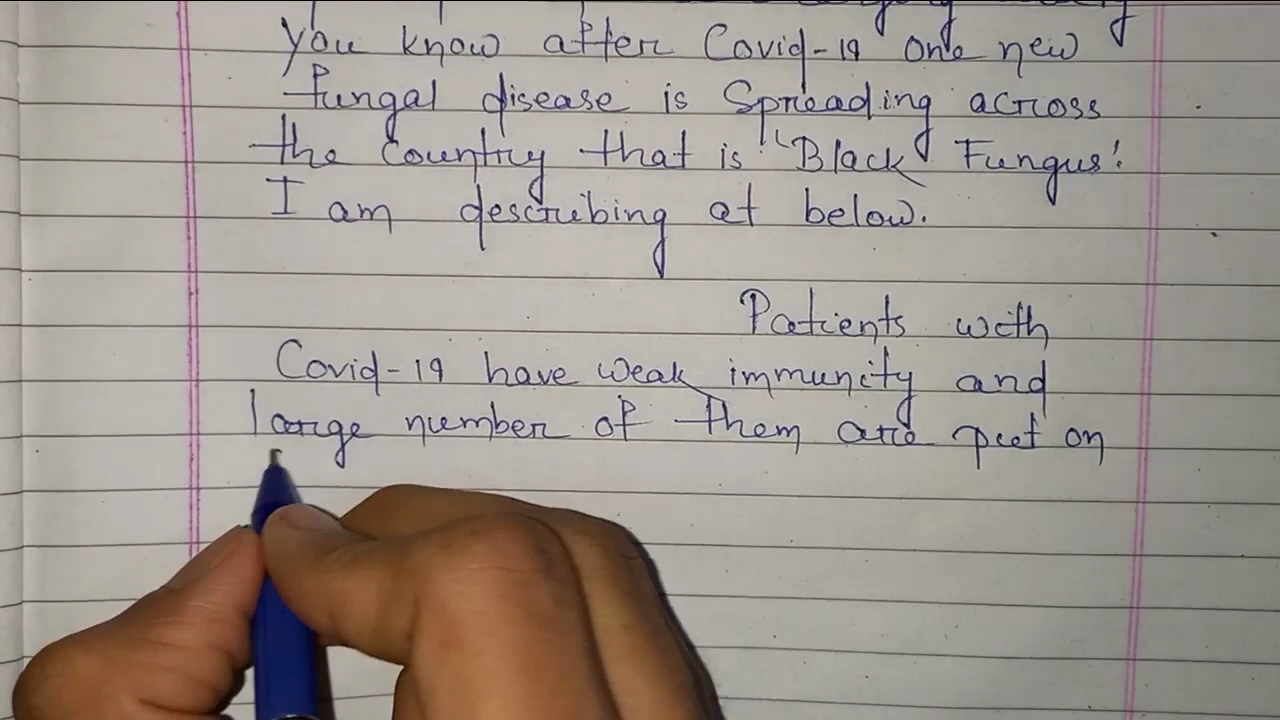 you know after Covid-19 one new
fungal disease is Spreading across
the country that is "Black Fungus'.
I am describing at below.
Patients with
Covid-19 have weak immunity and
large number of them are put on